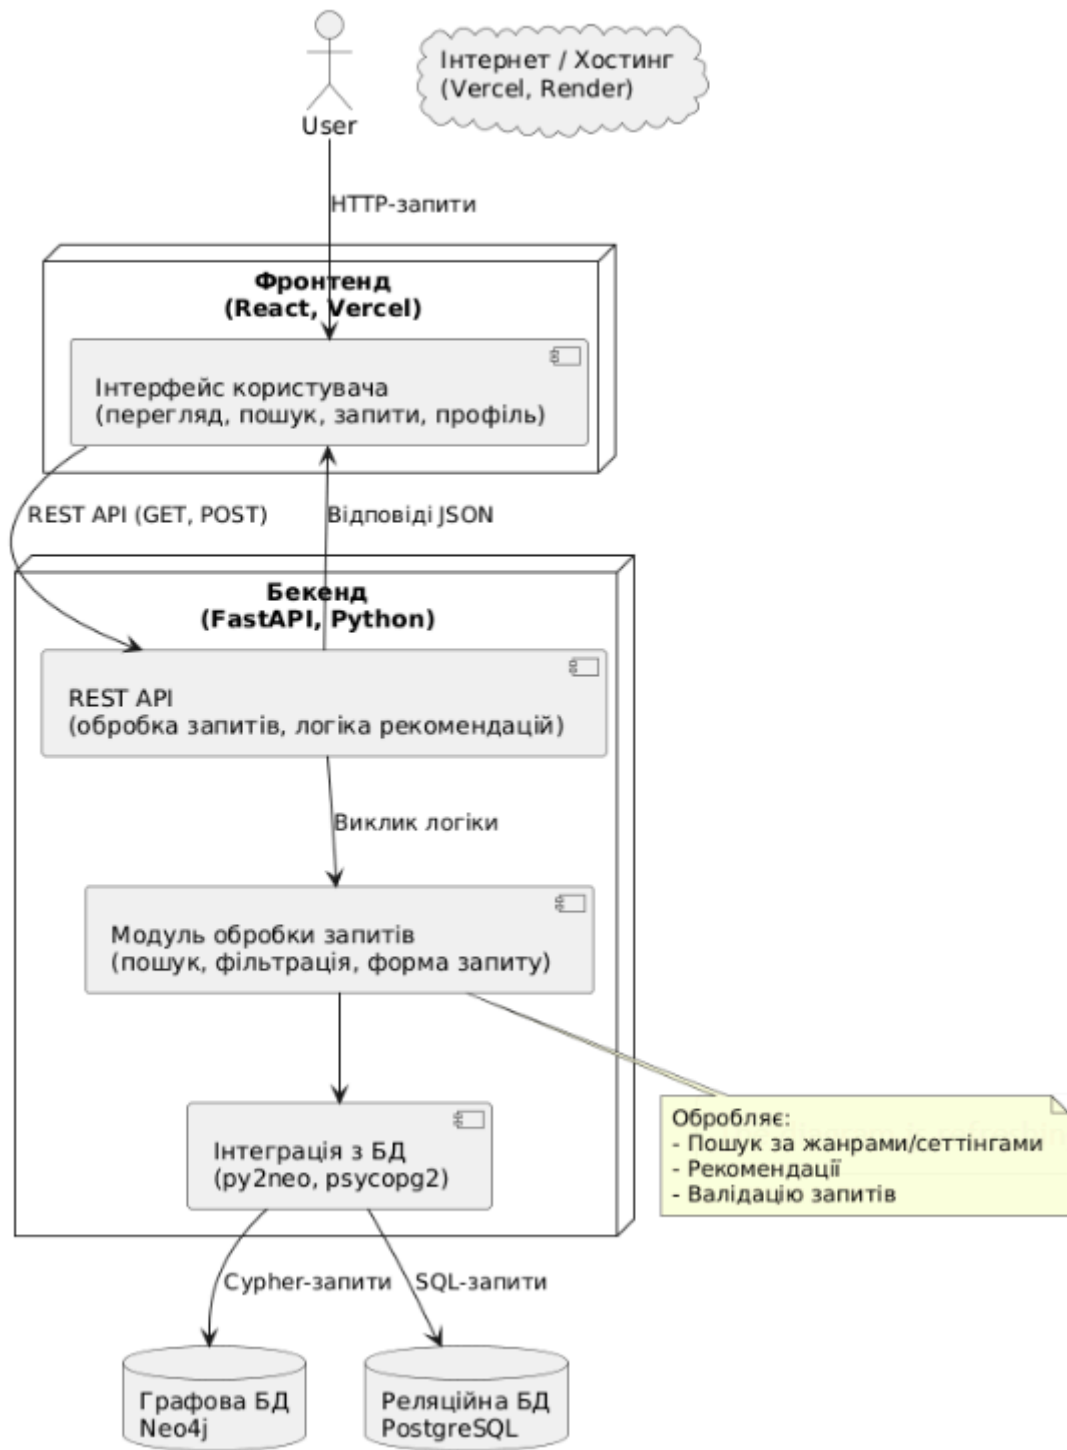 Інтернет / Хостинг
(Vercel, Render)
User
HTTP-запити
Фронтенд
(React, Vercel)
Інтерфейс користувача
(перегляд, пошук, запити, профіль)
REST API (GET, POST)
Відповіді JSON
Бекенд
(FastAPI, Python)
REST API
(обробка запитів, логіка рекомендацій)
Виклик логіки
Модуль обробки запитів
(пошук, фільтрація, форма запиту)
Обробляє:
- Пошук за жанрами/сеттінгами
- Рекомендації
- Валідацію запитів
Інтеграція з БД
(py2neo, psycopg2)
Cypher-запити
SQL-запити
Графова БД
Neo4j
Реляційна БД
PostgreSQL